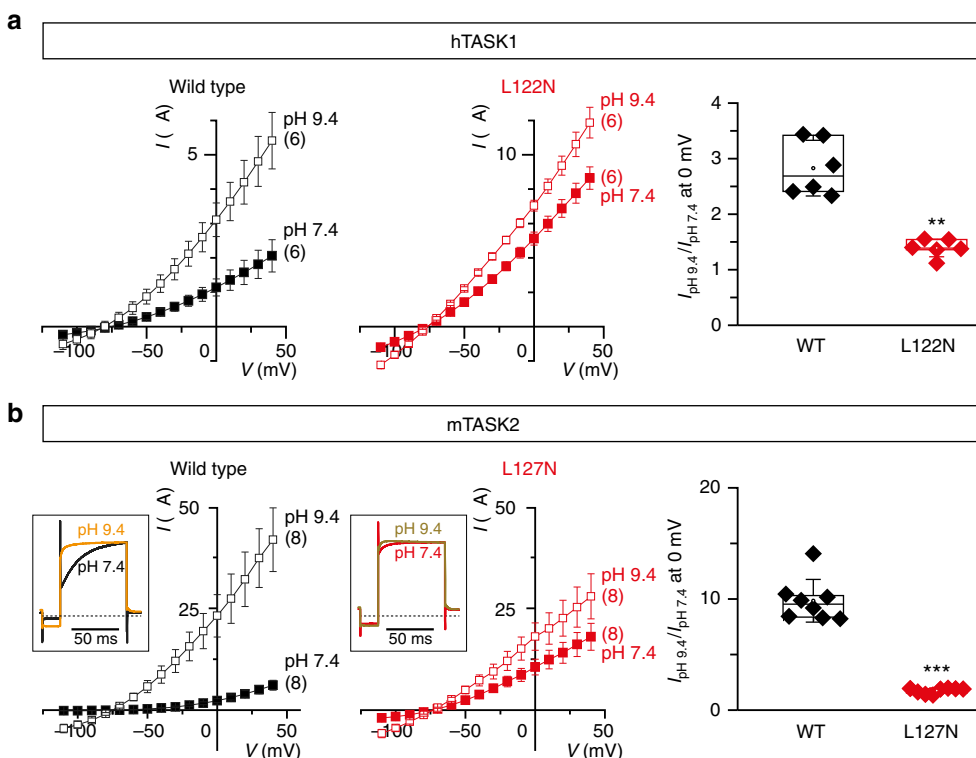 a
hTASK1
Wild type
I ( A)
pH 9.4
(6)
5
pH 7.4
(6)
−100
−50
0
50
V (mV)
L122N
I ( A)
pH 9.4
(6)
10
(6)
pH 7.4
−100
−50
0
50
V (mV)
I pH 9.4/I pH 7.4 at 0 mV
4
3
2
1
0
**
WT
L122N
b
mTASK2
Wild type
I ( A)
50
pH 9.4
(8)
25
pH 7.4
(8)
−100
−50
0
50
V (mV)
pH 9.4
pH 7.4
50 ms
L127N
I ( A)
50
pH 9.4
(8)
25
(8)
pH 7.4
−100
−50
0
50
V (mV)
pH 9.4
pH 7.4
50 ms
I pH 9.4/I pH 7.4 at 0 mV
20
10
0
***
WT
L127N